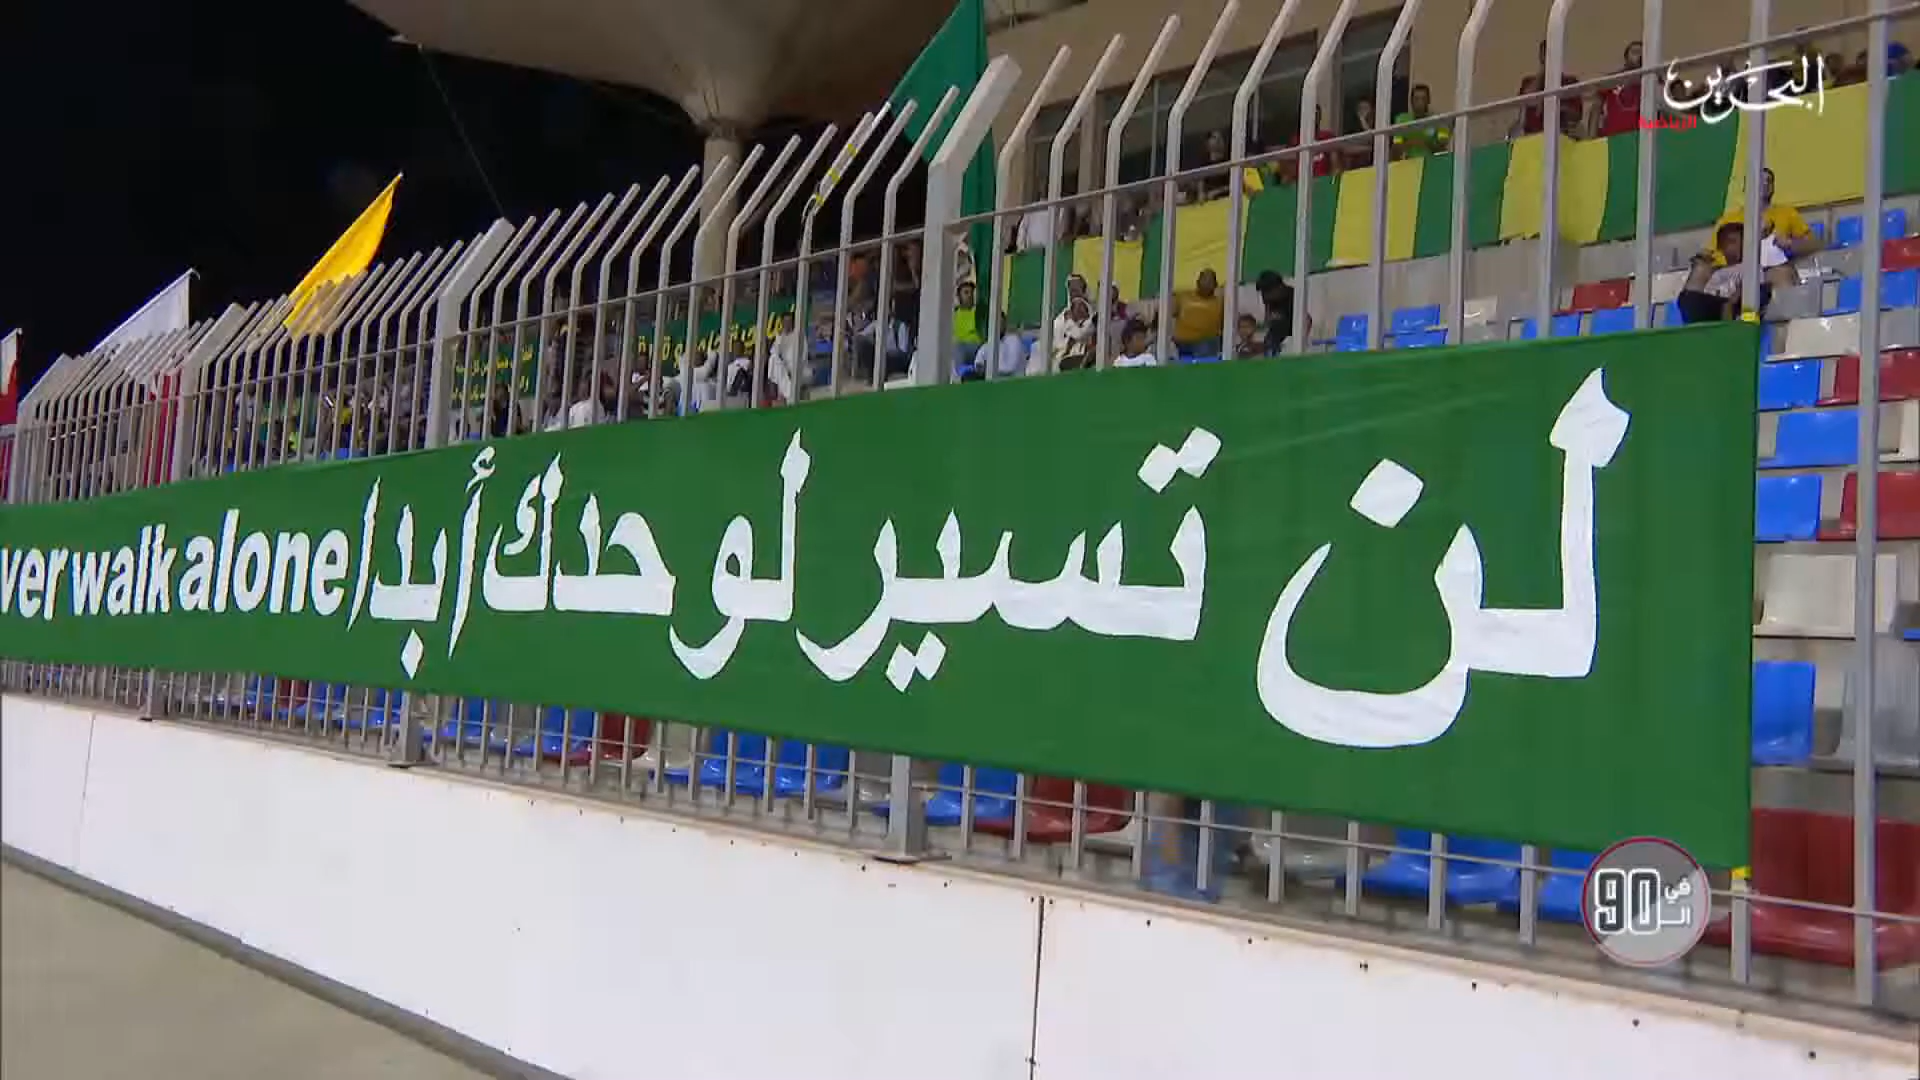 البحرين
الرياضية
لن تسير لوحدك أبدا ver walk alone
في
الـ 90